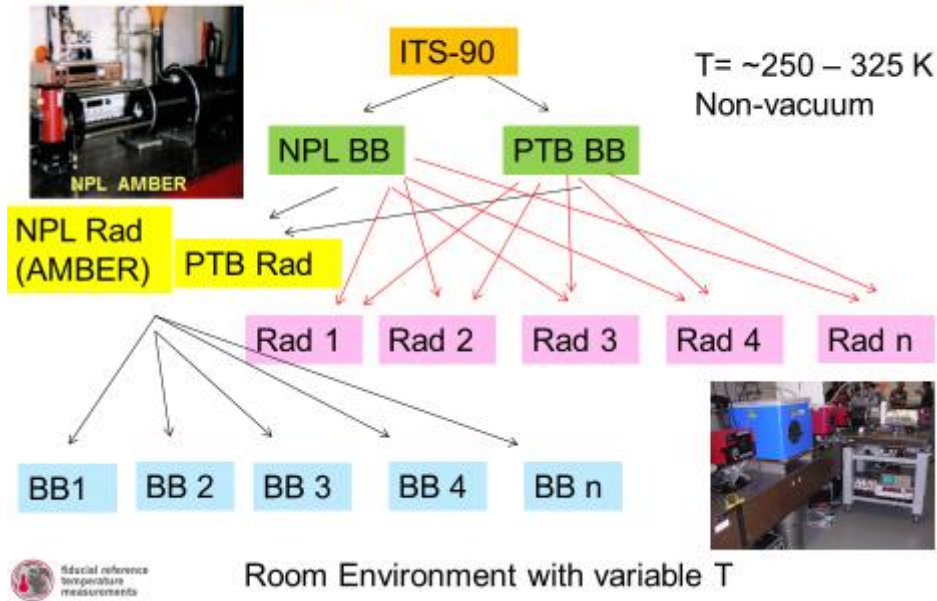 ITS-90
T= ~250 – 325 K
Non-vacuum
NPL AMBER
NPL BB
PTB BB
NPL Rad
(AMBER)
PTB Rad
Rad 1
Rad 2
Rad 3
Rad 4
Rad n
BB1
BB 2
BB 3
BB 4
BB n
fiducial reference
temperature
measurements
Room Environment with variable T